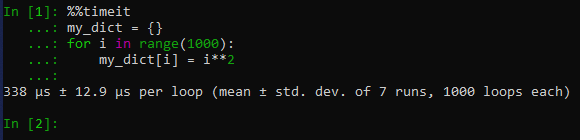 In [1]: %%timeit
   ...: my_dict = {}
   ...: for i in range(1000):
   ...:     my_dict[i] = i**2
   ...:
338 µs ± 12.9 µs per loop (mean ± std. dev. of 7 runs, 1000 loops each)
In [2]: